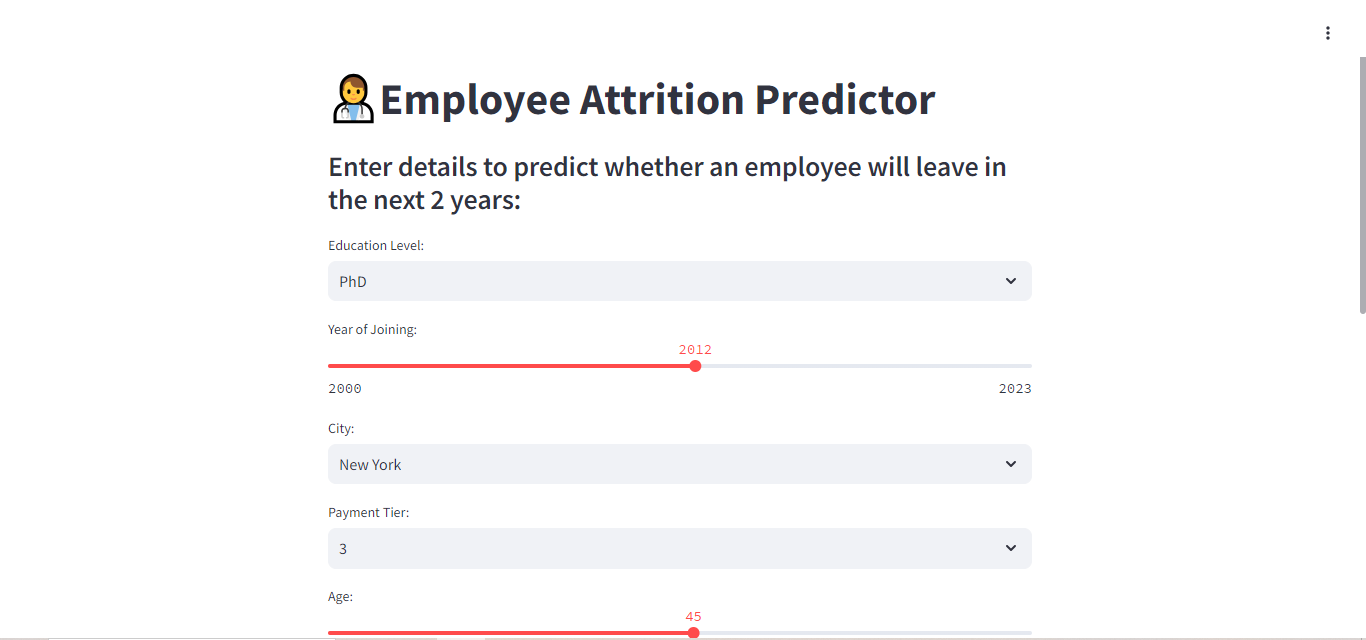 Employee Attrition Predictor
Enter details to predict whether an employee will leave in
the next 2 years:
Education Level:
PhD
Year of Joining:
2012
2000 2023
City:
New York
Payment Tier:
3
Age:
45